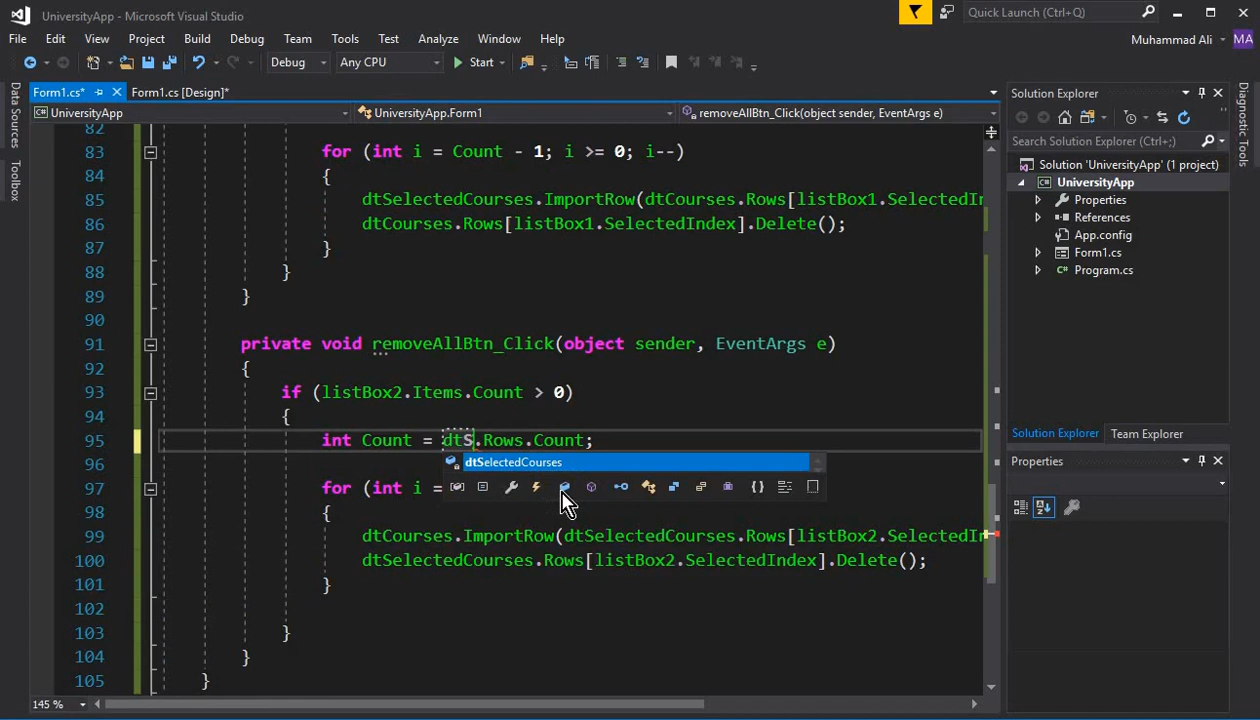 UniversityApp - Microsoft Visual Studio
Quick Launch (Ctrl+Q)
File Edit View Project Build Debug Team Tools Test Analyze Window Help
Muhammad Ali MA
Debug Any CPU Start
Data Sources
Toolbox
Form1.cs* Form1.cs [Design]*
UniversityApp UniversityApp.Form1 removeAllBtn_Click(object sender, EventArgs e)
82
83 for (int i = Count - 1; i >= 0; i--)
84 {
85 dtSelectedCourses.ImportRow(dtCourses.Rows[listBox1.SelectedIn
86 dtCourses.Rows[listBox1.SelectedIndex].Delete();
87 }
88 }
89 }
90
91 private void removeAllBtn_Click(object sender, EventArgs e)
92 {
93 if (listBox2.Items.Count > 0)
94 {
95 int Count = dtS.Rows.Count;
dtSelectedCourses
96
97 for (int i =
98 {
99 dtCourses.ImportRow(dtSelectedCourses.Rows[listBox2.SelectedIn
100 dtSelectedCourses.Rows[listBox2.SelectedIndex].Delete();
101 }
102
103 }
104 }
105 }
145 %
Solution Explorer
Search Solution Explorer (Ctrl+;)
Solution 'UniversityApp' (1 project)
UniversityApp
Properties
References
App.config
Form1.cs
Program.cs
Solution Explorer Team Explorer
Properties
Diagnostic Tools